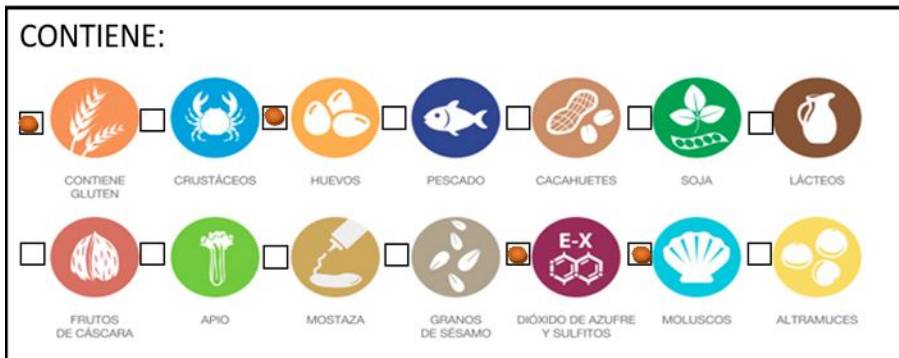 CONTIENE:
CONTIENE
GLUTEN
CRUSTÁCEOS
HUEVOS
PESCADO
CACAHUETES
SOJA
LÁCTEOS
E-X
FRUTOS
DE CÁSCARA
APIO
MOSTAZA
GRANOS
DE SÉSAMO
DIÓXIDO DE AZUFRE
Y SULFITOS
MOLUSCOS
ALTRAMUCES